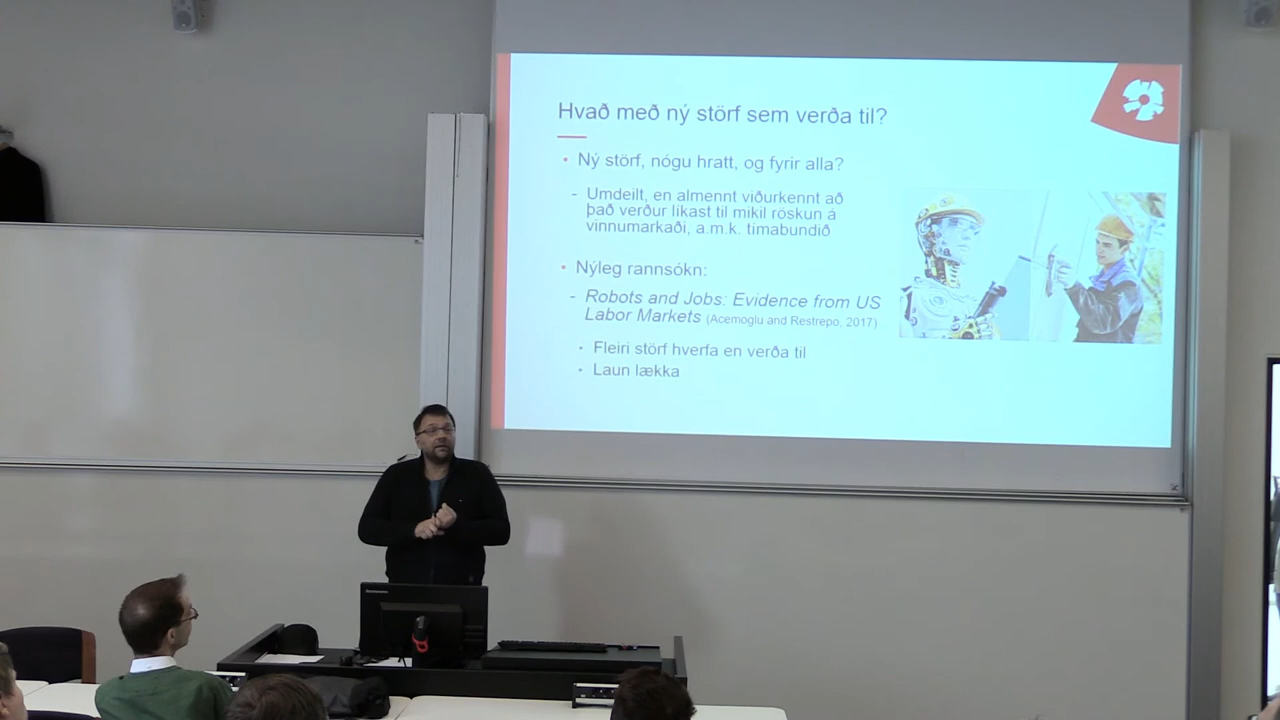 Hvað með ný störf sem verða til?
• Ný störf, nógu hratt, og fyrir alla?
- Umdeilt, en almennt viðurkennt að
það verður líkast til mikil röskun á
vinnumarkaði, a.m.k. tímabundið
• Nýleg rannsókn:
- Robots and Jobs: Evidence from US
Labor Markets (Acemoglu and Restrepo, 2017)
• Fleiri störf hverfa en verða til
• Laun lækka